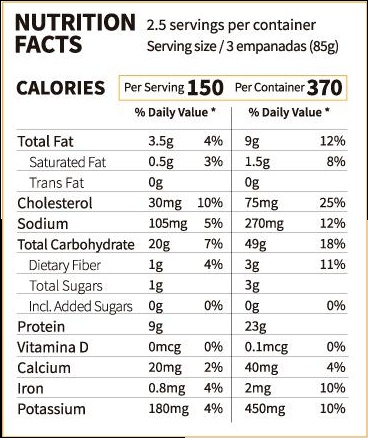 NUTRITION FACTS
2.5 servings per container
Serving size / 3 empanadas (85g)
CALORIES Per Serving 150 Per Container 370
% Daily Value * % Daily Value *
Total Fat 3.5g 4% 9g 12%
Saturated Fat 0.5g 3% 1.5g 8%
Trans Fat 0g 0g
Cholesterol 30mg 10% 75mg 25%
Sodium 105mg 5% 270mg 12%
Total Carbohydrate 20g 7% 49g 18%
Dietary Fiber 1g 4% 3g 11%
Total Sugars 1g 3g
Incl. Added Sugars 0g 0% 0g 0%
Protein 9g 23g
Vitamina D 0mcg 0% 0.1mcg 0%
Calcium 20mg 2% 40mg 4%
Iron 0.8mg 4% 2mg 10%
Potassium 180mg 4% 450mg 10%